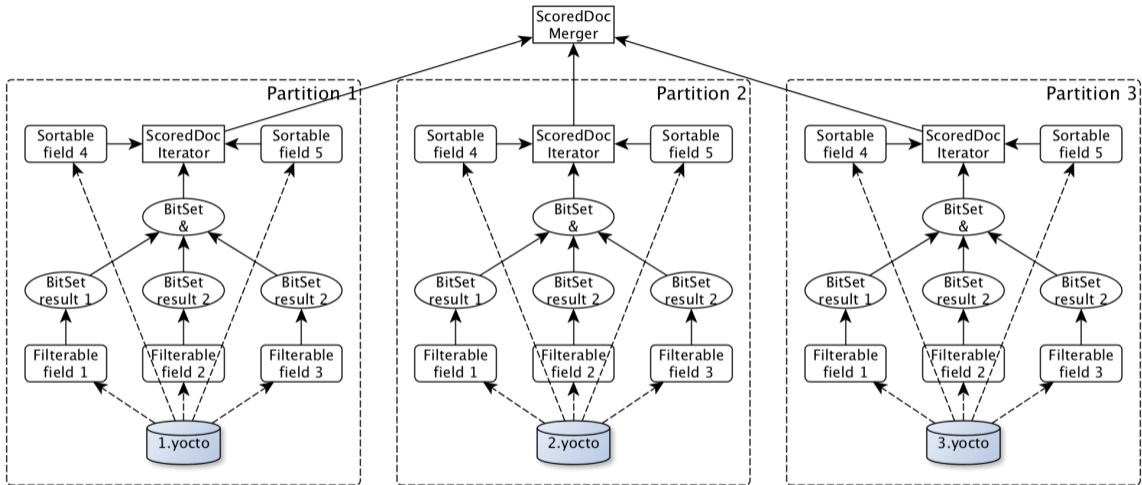 ScoredDoc
Merger
Partition 1
Sortable
field 4
ScoredDoc
Iterator
Sortable
field 5
BitSet
&
BitSet
result 1
BitSet
result 2
BitSet
result 2
Filterable
field 1
Filterable
field 2
Filterable
field 3
1.yocto
Partition 2
Sortable
field 4
ScoredDoc
Iterator
Sortable
field 5
BitSet
&
BitSet
result 1
BitSet
result 2
BitSet
result 2
Filterable
field 1
Filterable
field 2
Filterable
field 3
2.yocto
Partition 3
Sortable
field 4
ScoredDoc
Iterator
Sortable
field 5
BitSet
&
BitSet
result 1
BitSet
result 2
BitSet
result 2
Filterable
field 1
Filterable
field 2
Filterable
field 3
3.yocto